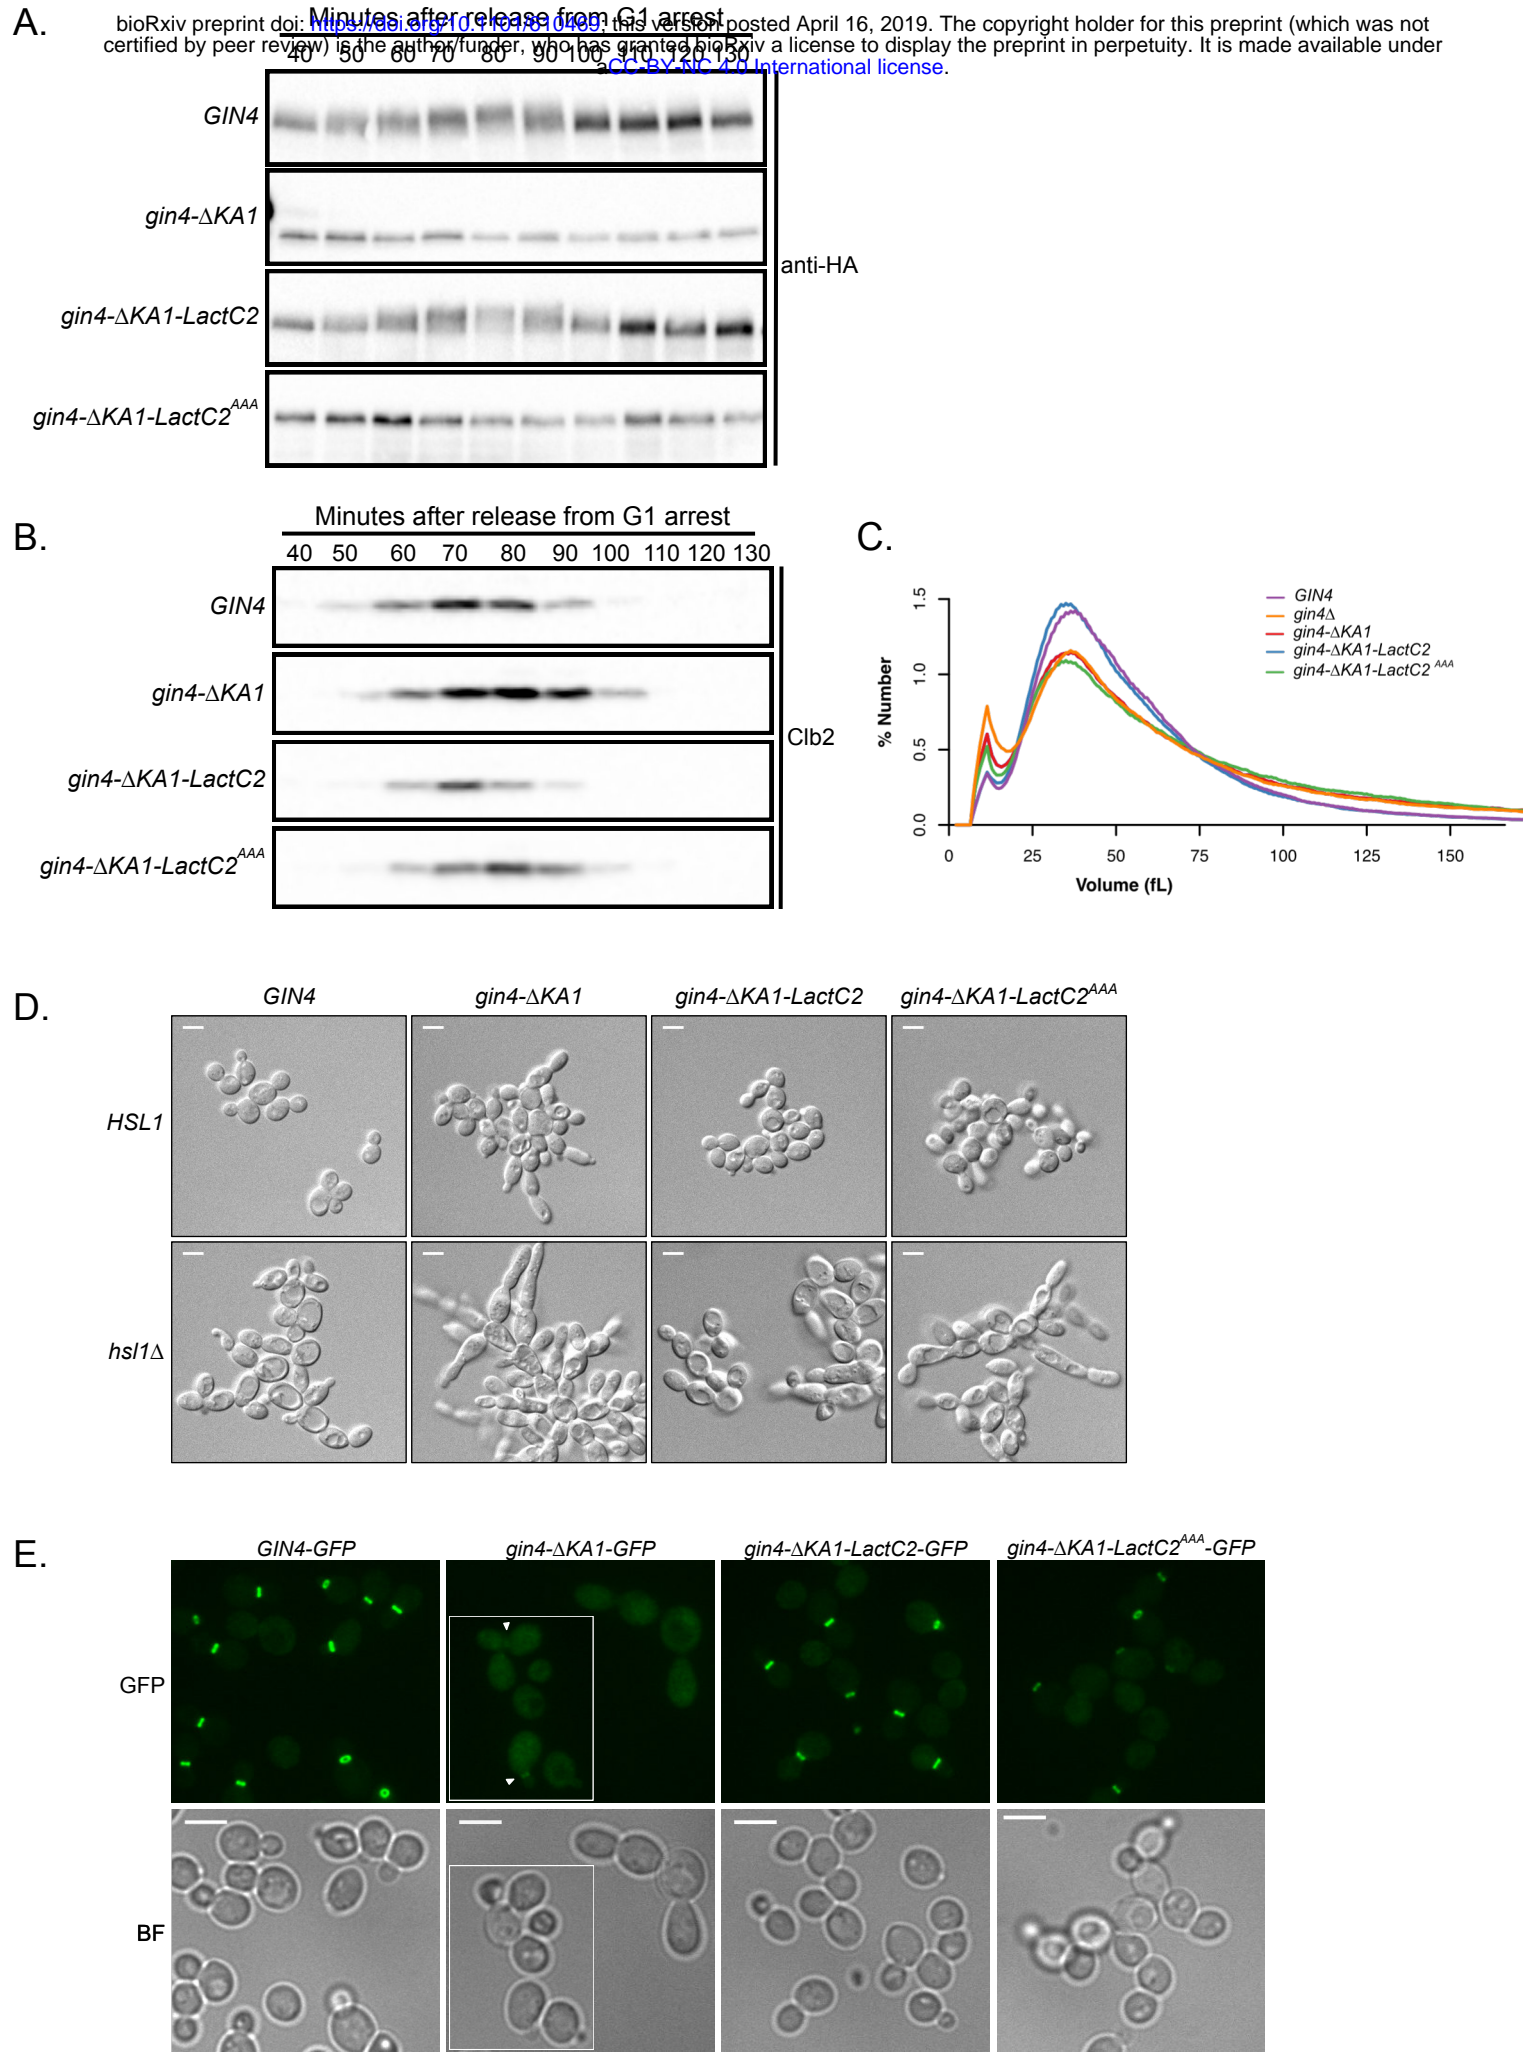 A.
bioRxiv preprint doi: https://doi.org/10.1101/610469; this version posted April 16, 2019. The copyright holder for this preprint (which was not
certified by peer review) is the author/funder, who has granted bioRxiv a license to display the preprint in perpetuity. It is made available under
aCC-BY-NC 4.0 International license.
Minutes after release from G1 arrest
40 50 60 70 80 90 100 110 120 130
GIN4
gin4-ΔKA1
gin4-ΔKA1-LactC2
gin4-ΔKA1-LactC2^AAA
anti-HA
B.
Minutes after release from G1 arrest
40 50 60 70 80 90 100 110 120 130
GIN4
gin4-ΔKA1
gin4-ΔKA1-LactC2
gin4-ΔKA1-LactC2^AAA
Clb2
C.
% Number
0.0 0.5 1.0 1.5
0 25 50 75 100 125 150
Volume (fL)
GIN4
gin4Δ
gin4-ΔKA1
gin4-ΔKA1-LactC2
gin4-ΔKA1-LactC2 ^AAA
D.
GIN4 gin4-ΔKA1 gin4-ΔKA1-LactC2 gin4-ΔKA1-LactC2^AAA
HSL1
hsl1Δ
E.
GIN4-GFP gin4-ΔKA1-GFP gin4-ΔKA1-LactC2-GFP gin4-ΔKA1-LactC2^AAA-GFP
GFP
BF